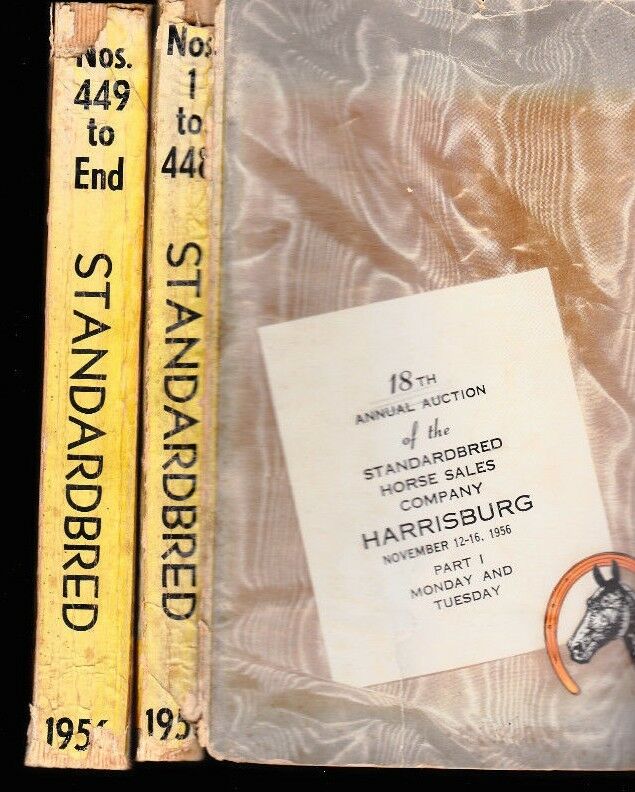 Nos.
449
to
End
STANDARDBRED
Nos.
1
to
448
STANDARDBRED
18TH
ANNUAL AUCTION
of the
STANDARDBRED
HORSE SALES
COMPANY
HARRISBURG
NOVEMBER 12-16, 1956
PART I
MONDAY AND
TUESDAY